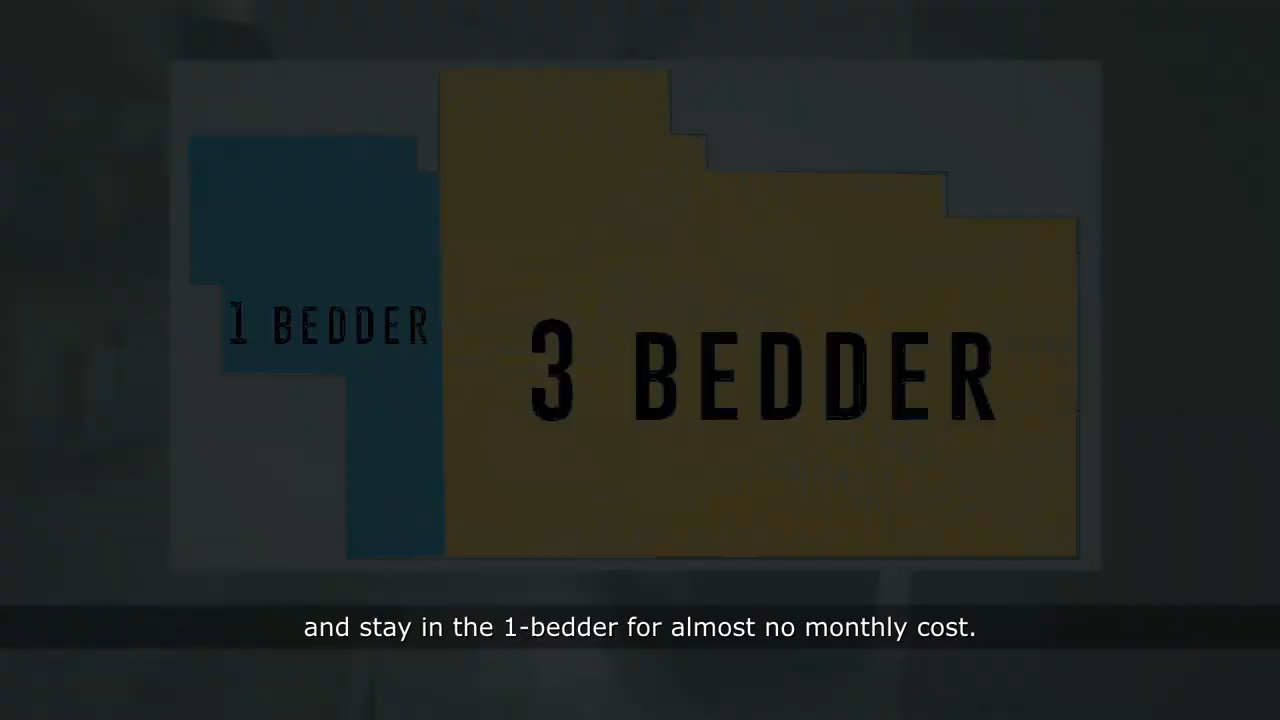 1 BEDDER
3 BEDDER
and stay in the 1-bedder for almost no monthly cost.